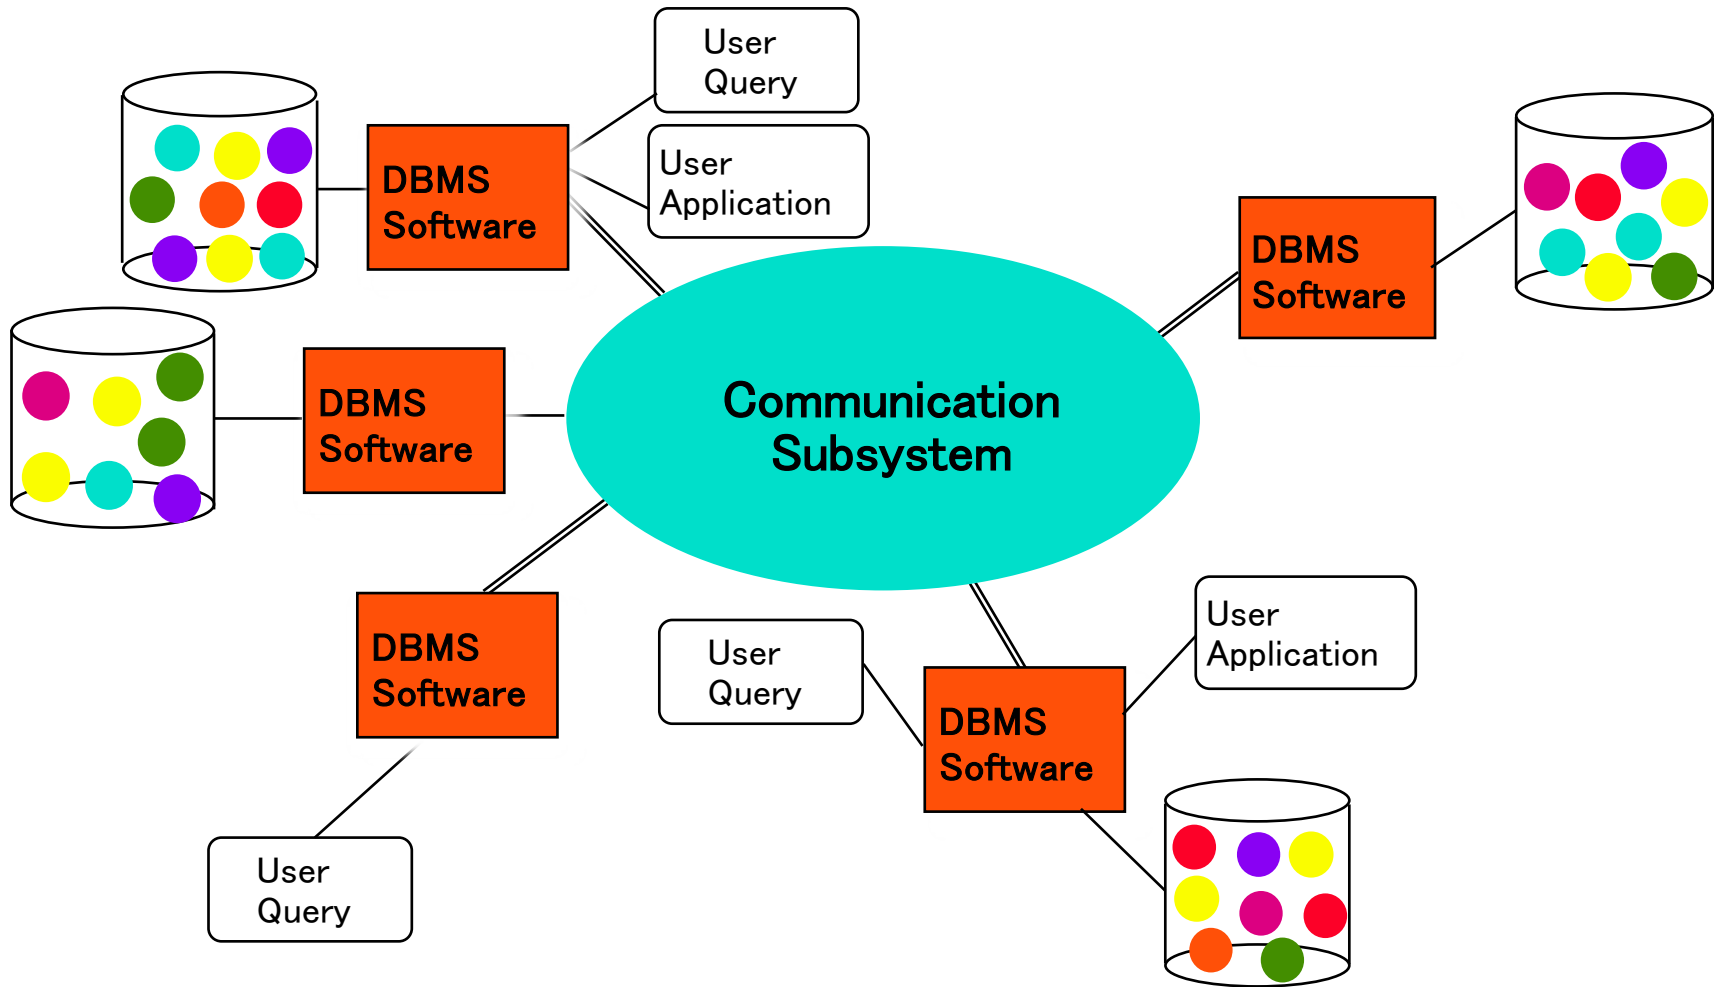 User
Query
User
Application
DBMS
Software
DBMS
Software
DBMS
Software
Communication
Subsystem
DBMS
Software
User
Query
User
Application
DBMS
Software
User
Query